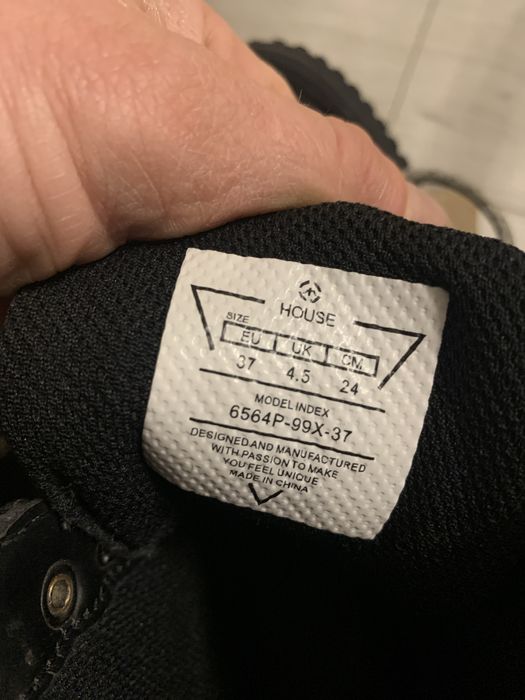 HOUSE
SIZE
EU UK CM
37 4.5 24
MODEL INDEX
6564P-99X-37
DESIGNED AND MANUFACTURED
WITH PASSION TO MAKE
YOU FEEL UNIQUE
MADE IN CHINA